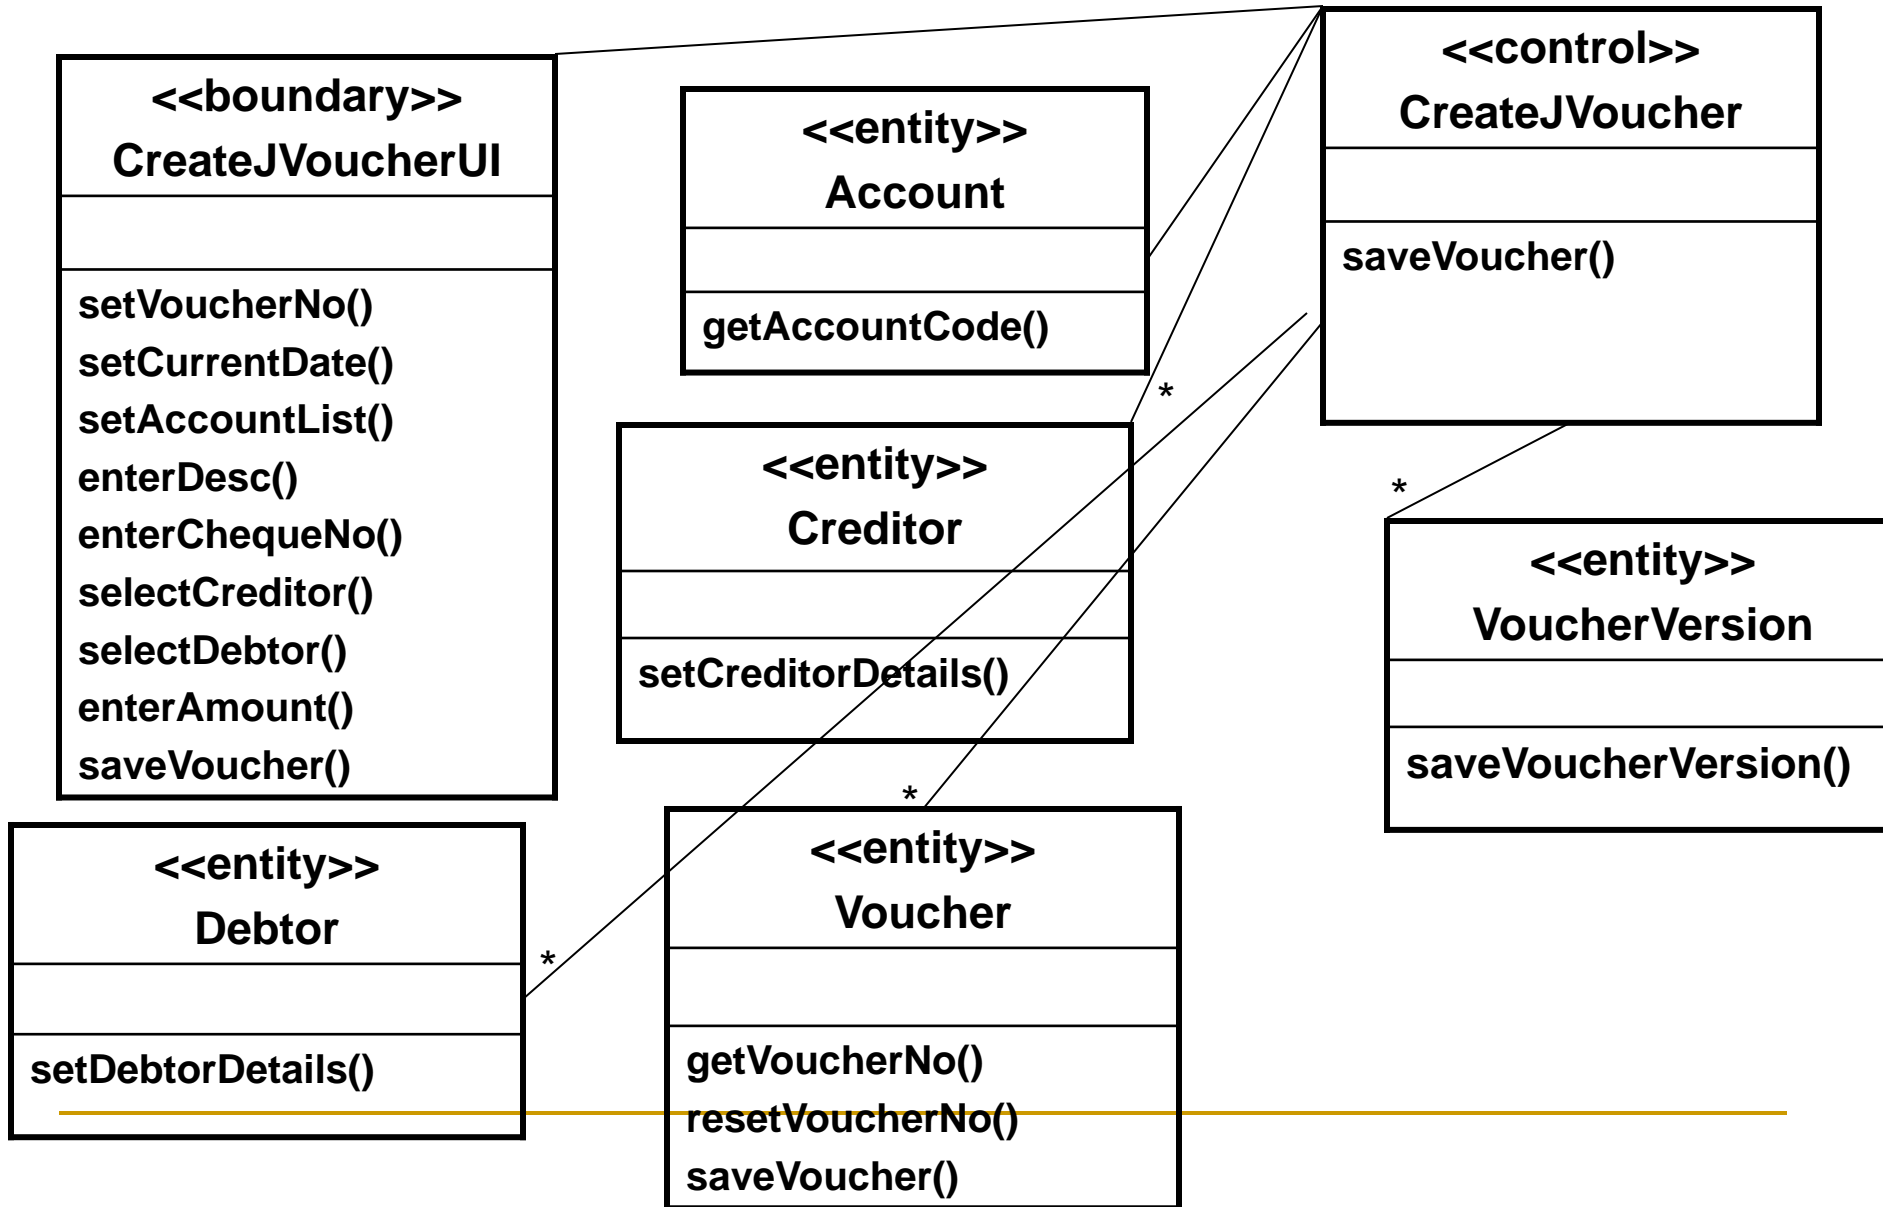 <<boundary>>
CreateJVoucherUI
setVoucherNo()
setCurrentDate()
setAccountList()
enterDesc()
enterChequeNo()
selectCreditor()
selectDebtor()
enterAmount()
saveVoucher()
<<entity>>
Account
getAccountCode()
<<control>>
CreateJVoucher
saveVoucher()
*
<<entity>>
Creditor
setCreditorDetails()
*
<<entity>>
VoucherVersion
saveVoucherVersion()
<<entity>>
Debtor
setDebtorDetails()
*
*
<<entity>>
Voucher
getVoucherNo()
resetVoucherNo()
saveVoucher()